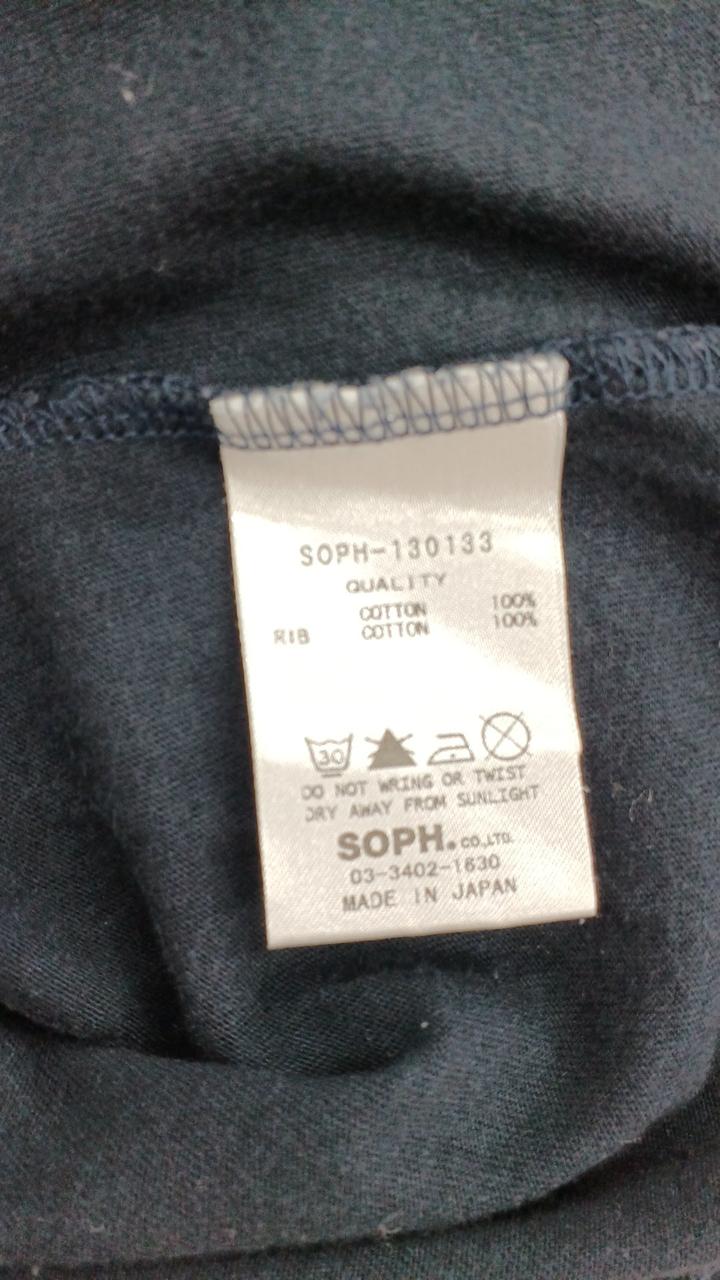 SOPH-130133
QUALITY
COTTON 100%
RIB COTTON 100%
30
DO NOT WRING OR TWIST
DRY AWAY FROM SUNLIGHT
SOPH. CO.,LTD.
03-3402-1630
MADE IN JAPAN